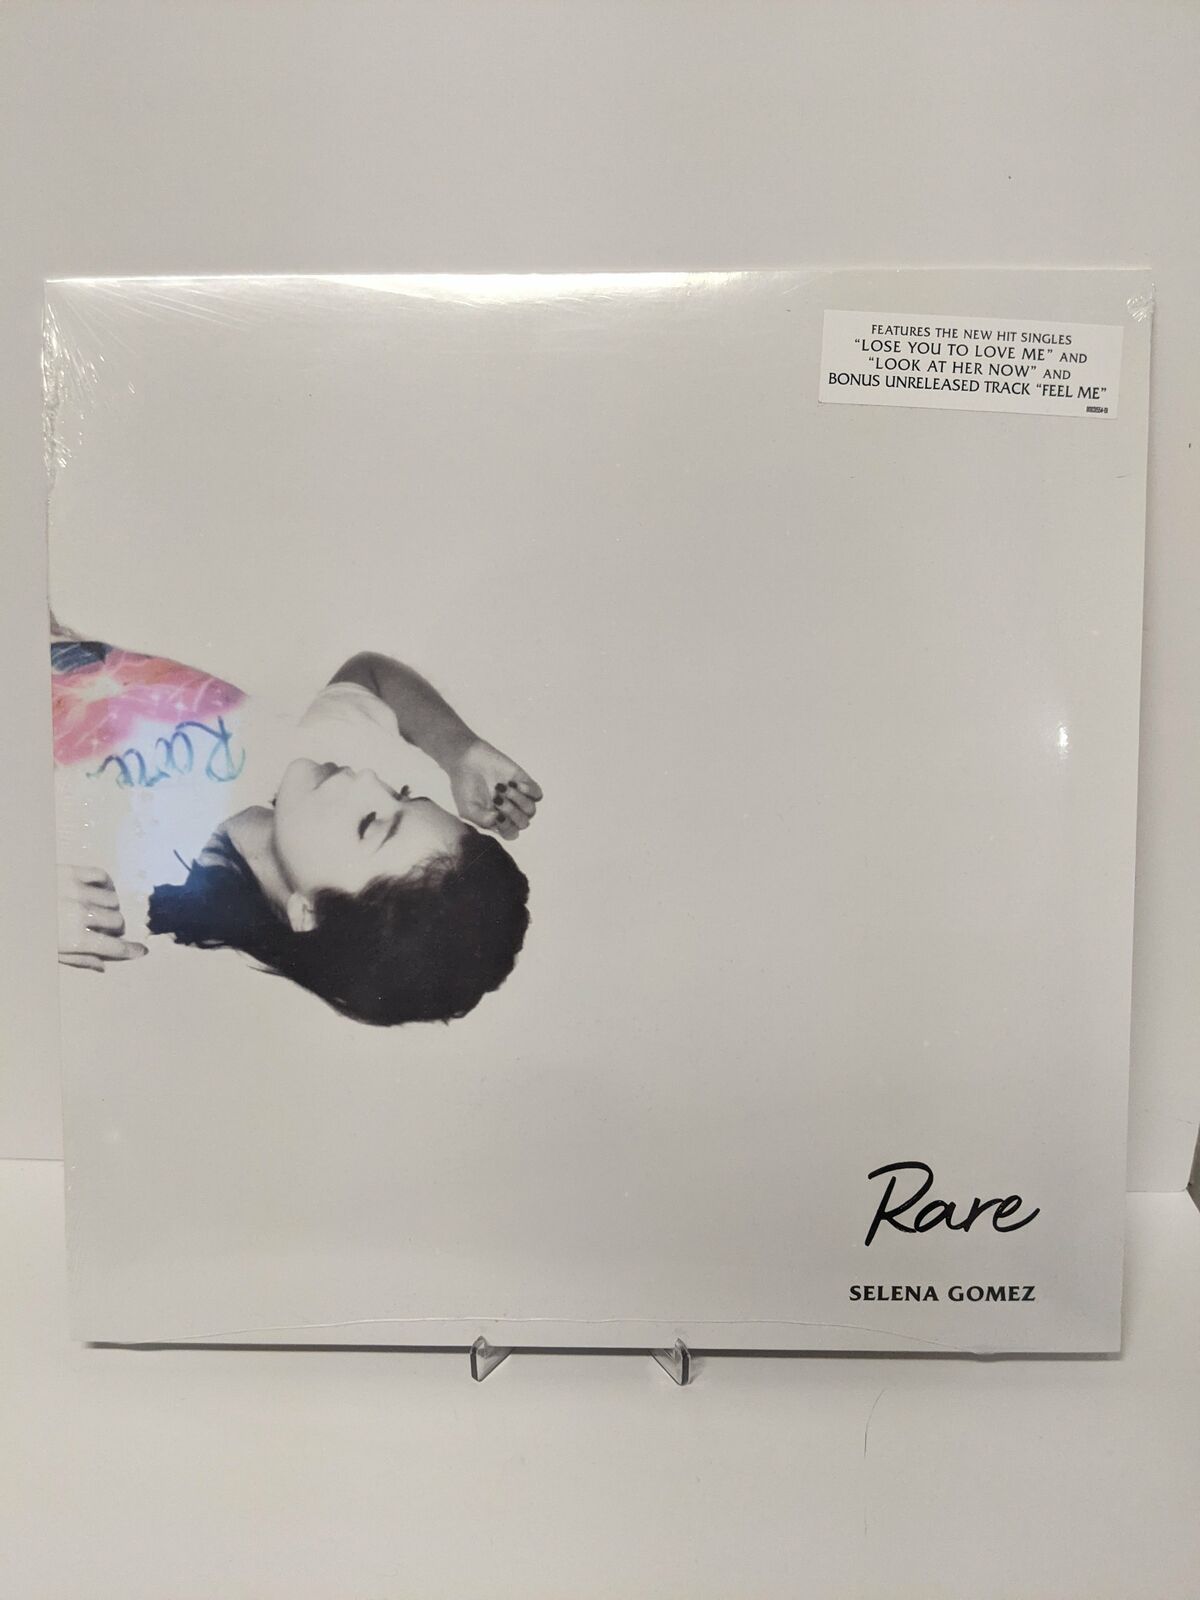 FEATURES THE NEW HIT SINGLES
“LOSE YOU TO LOVE ME” AND
“LOOK AT HER NOW” AND
BONUS UNRELEASED TRACK “FEEL ME”
Rare
Rare
SELENA GOMEZ